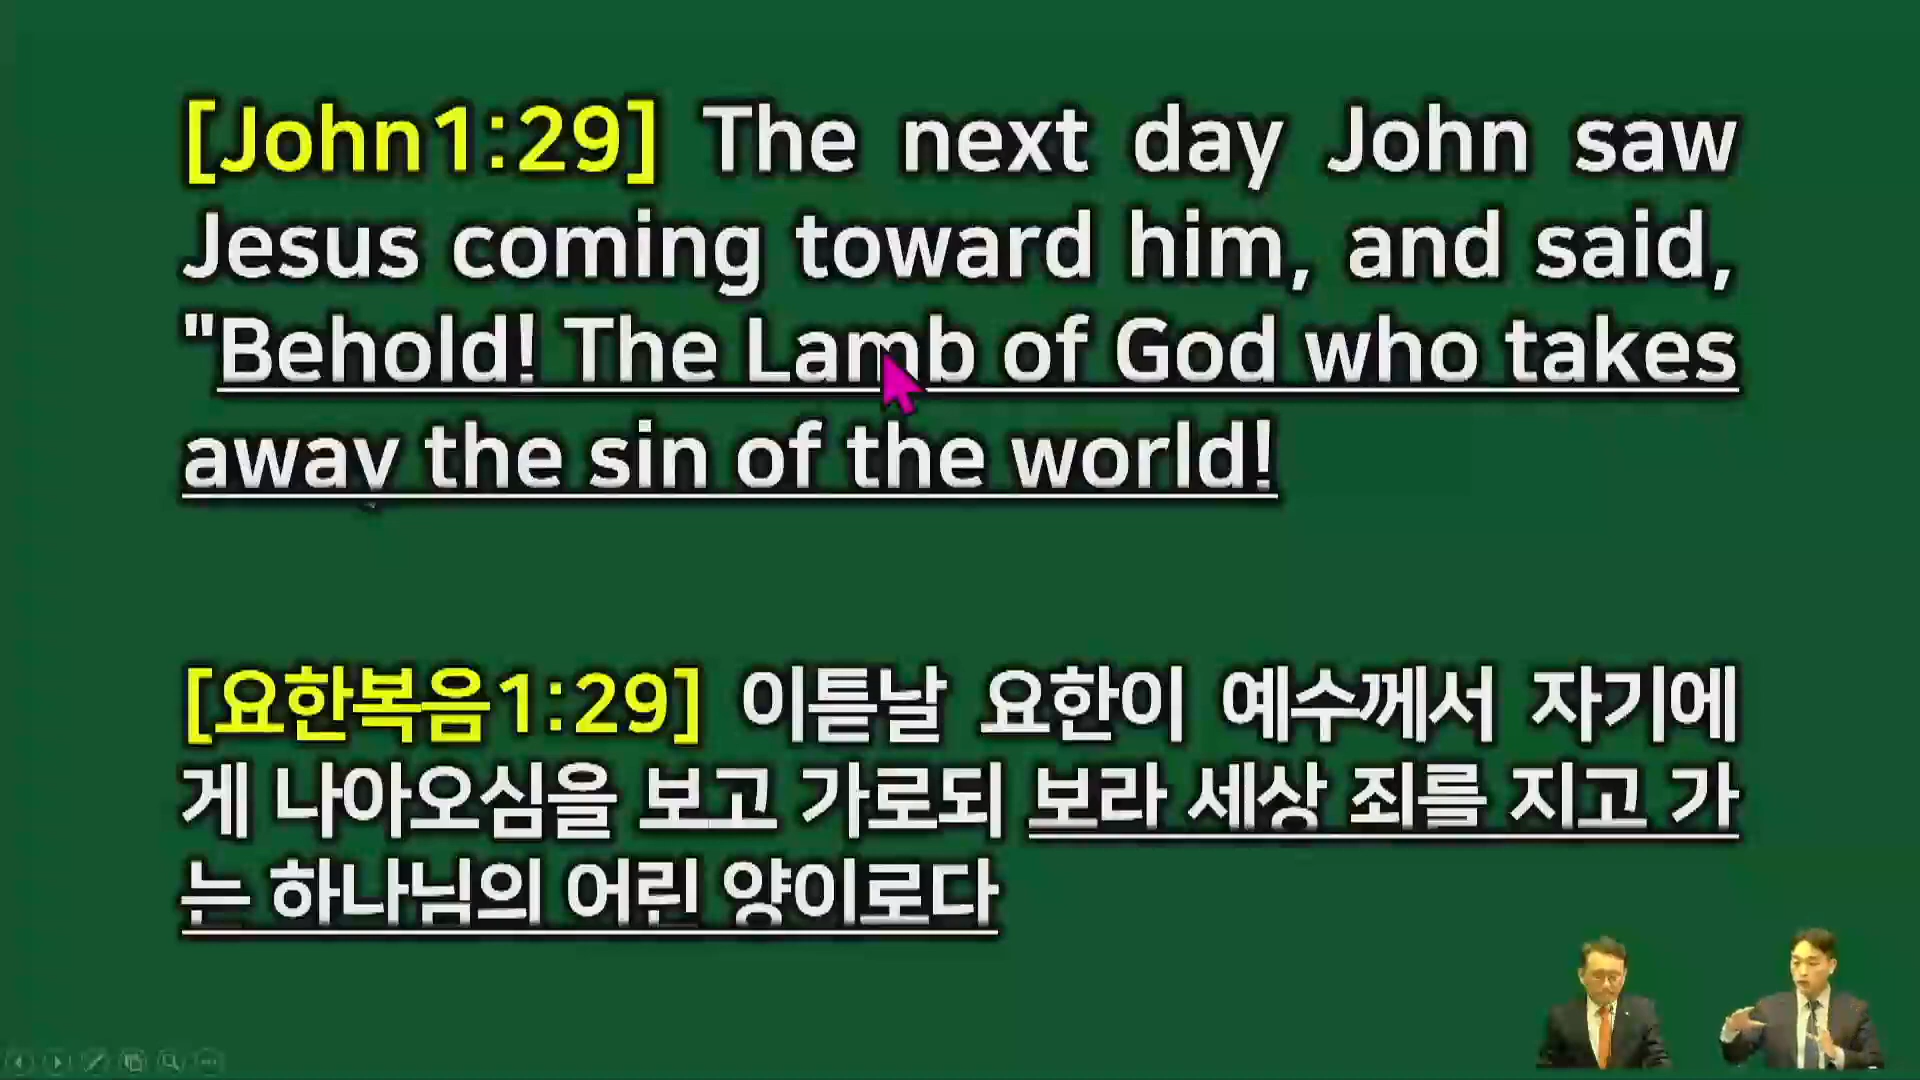 [John1:29] The next day John saw
Jesus coming toward him, and said,
"Behold! The Lamb of God who takes
away the sin of the world!
[요한복음1:29] 이튿날 요한이 예수께서 자기에
게 나아오심을 보고 가로되 보라 세상 죄를 지고 가
는 하나님의 어린 양이로다